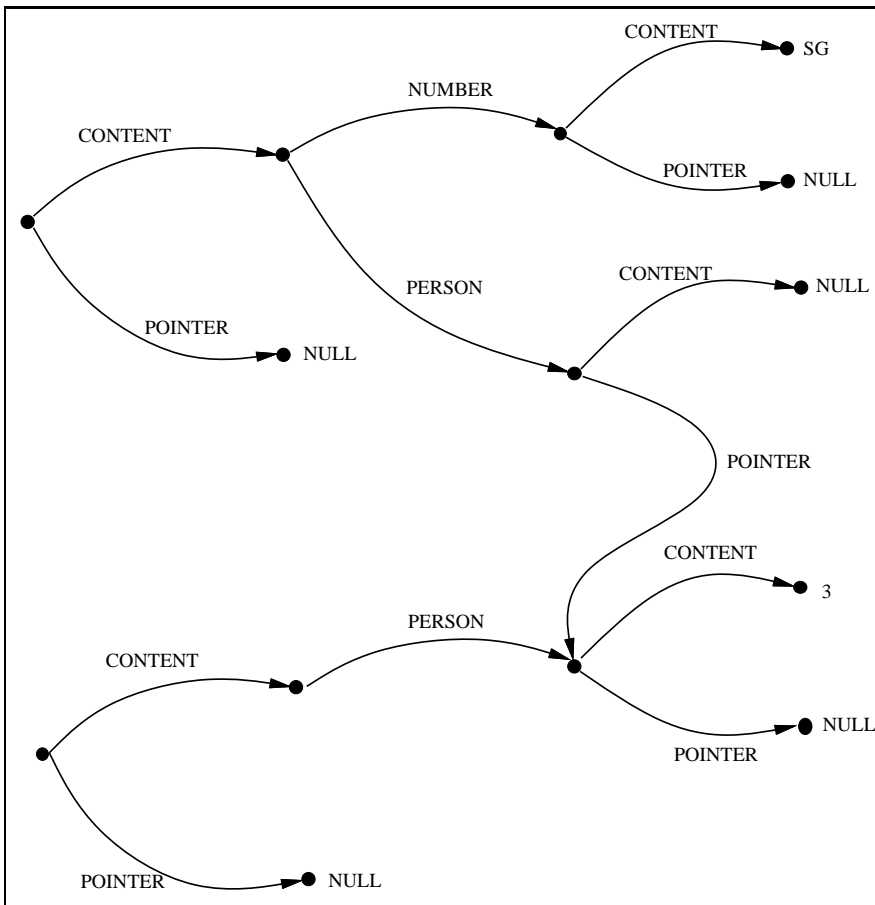 CONTENT
SG
NUMBER
CONTENT
POINTER
NULL
CONTENT
NULL
PERSON
POINTER
NULL
POINTER
CONTENT
3
PERSON
CONTENT
NULL
POINTER
POINTER
NULL